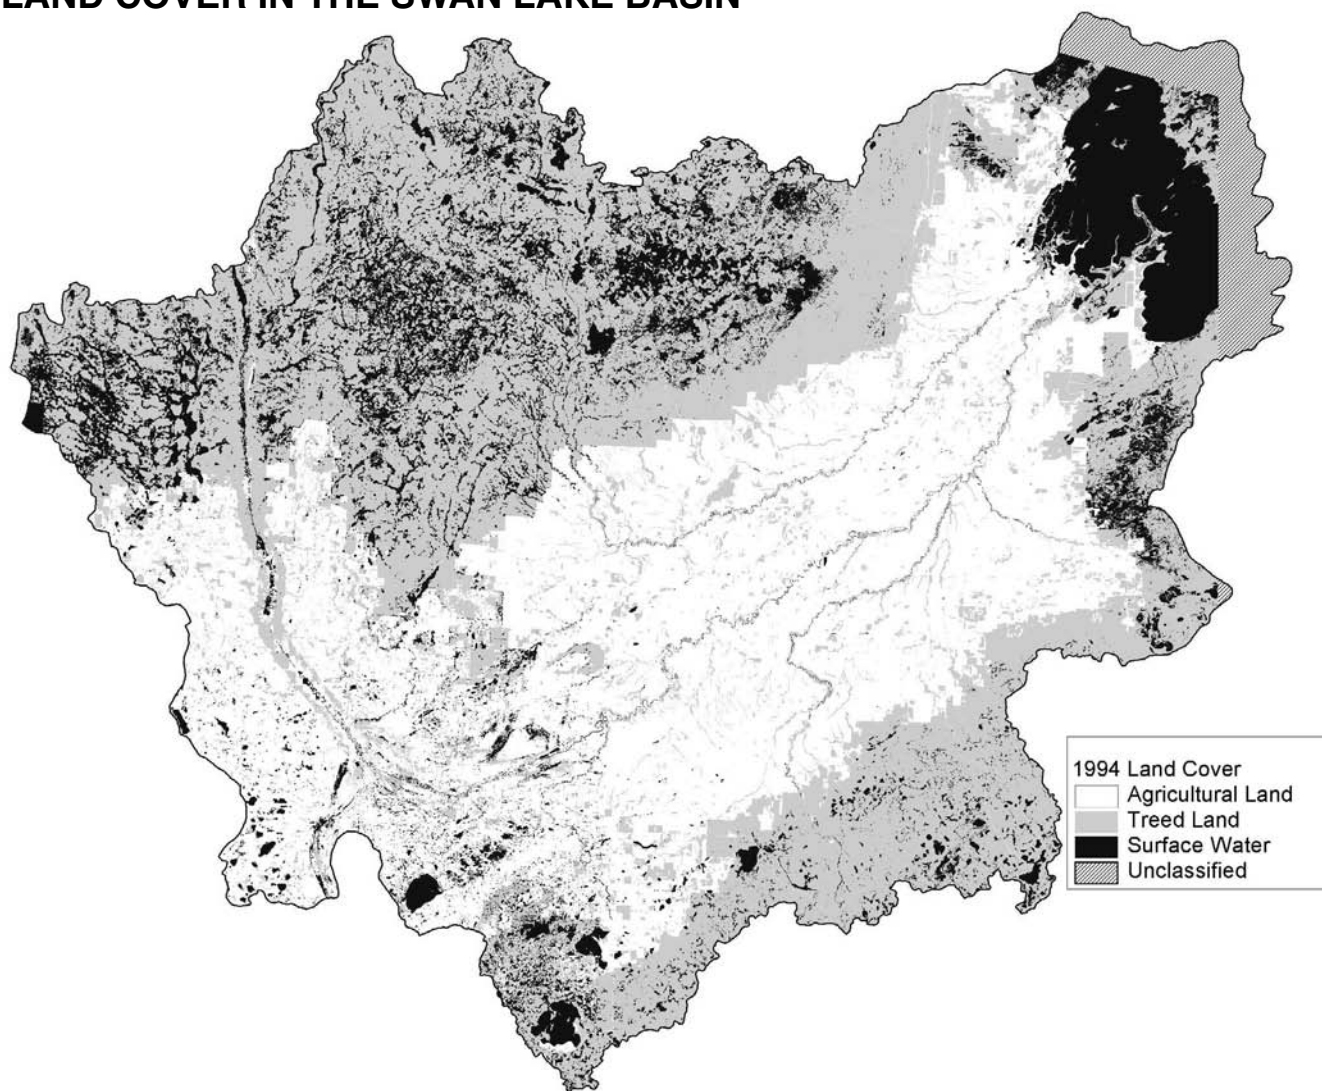 LAND COVER IN THE SWAN LAKE BASIN
1994 Land Cover
Agricultural Land
Treed Land
Surface Water
Unclassified